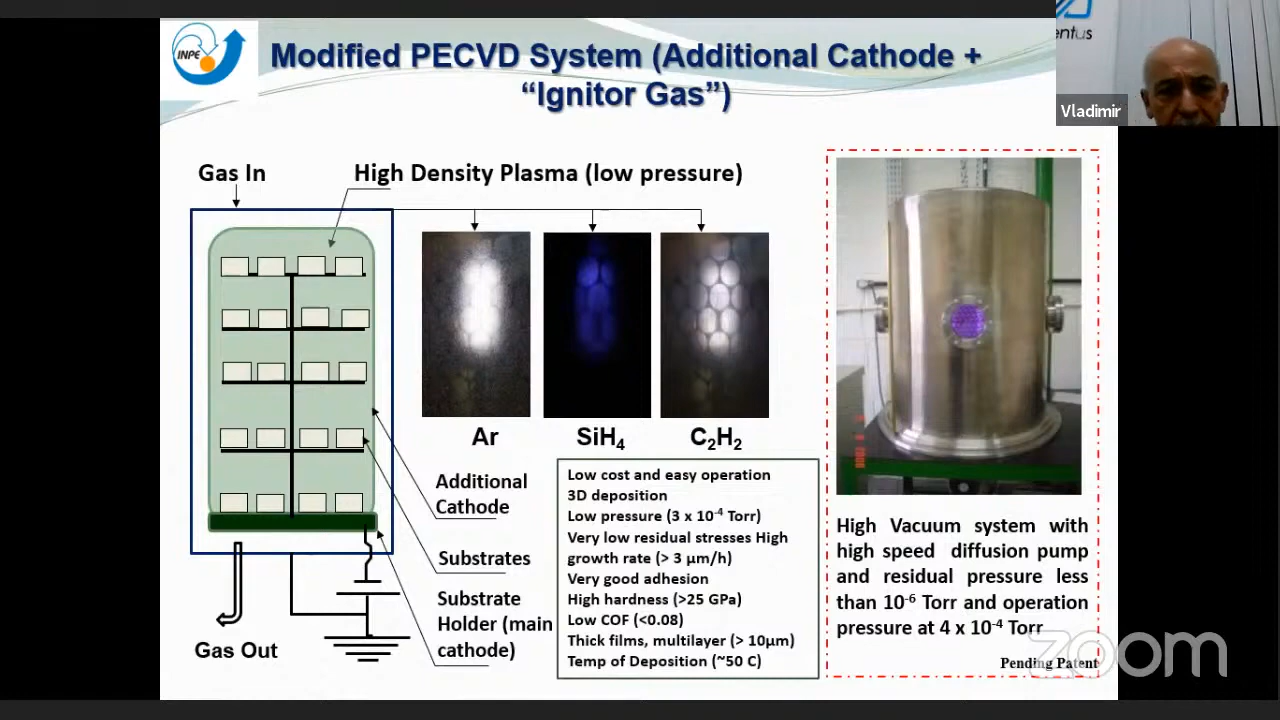 INPE
Modified PECVD System (Additional Cathode +
“Ignitor Gas”)
entus
Vladimir
Gas In
High Density Plasma (low pressure)
Ar
SiH4
C2H2
Additional
Cathode
Substrates
Substrate
Holder (main
cathode)
Gas Out
Low cost and easy operation
3D deposition
Low pressure (3 x 10-4 Torr)
Very low residual stresses High
growth rate (> 3 µm/h)
Very good adhesion
High hardness (>25 GPa)
Low COF (<0.08)
Thick films, multilayer (> 10µm)
Temp of Deposition (~50 C)
High Vacuum system with
high speed diffusion pump
and residual pressure less
than 10-6 Torr and operation
pressure at 4 x 10-4 Torr
Pending Patent
zoom